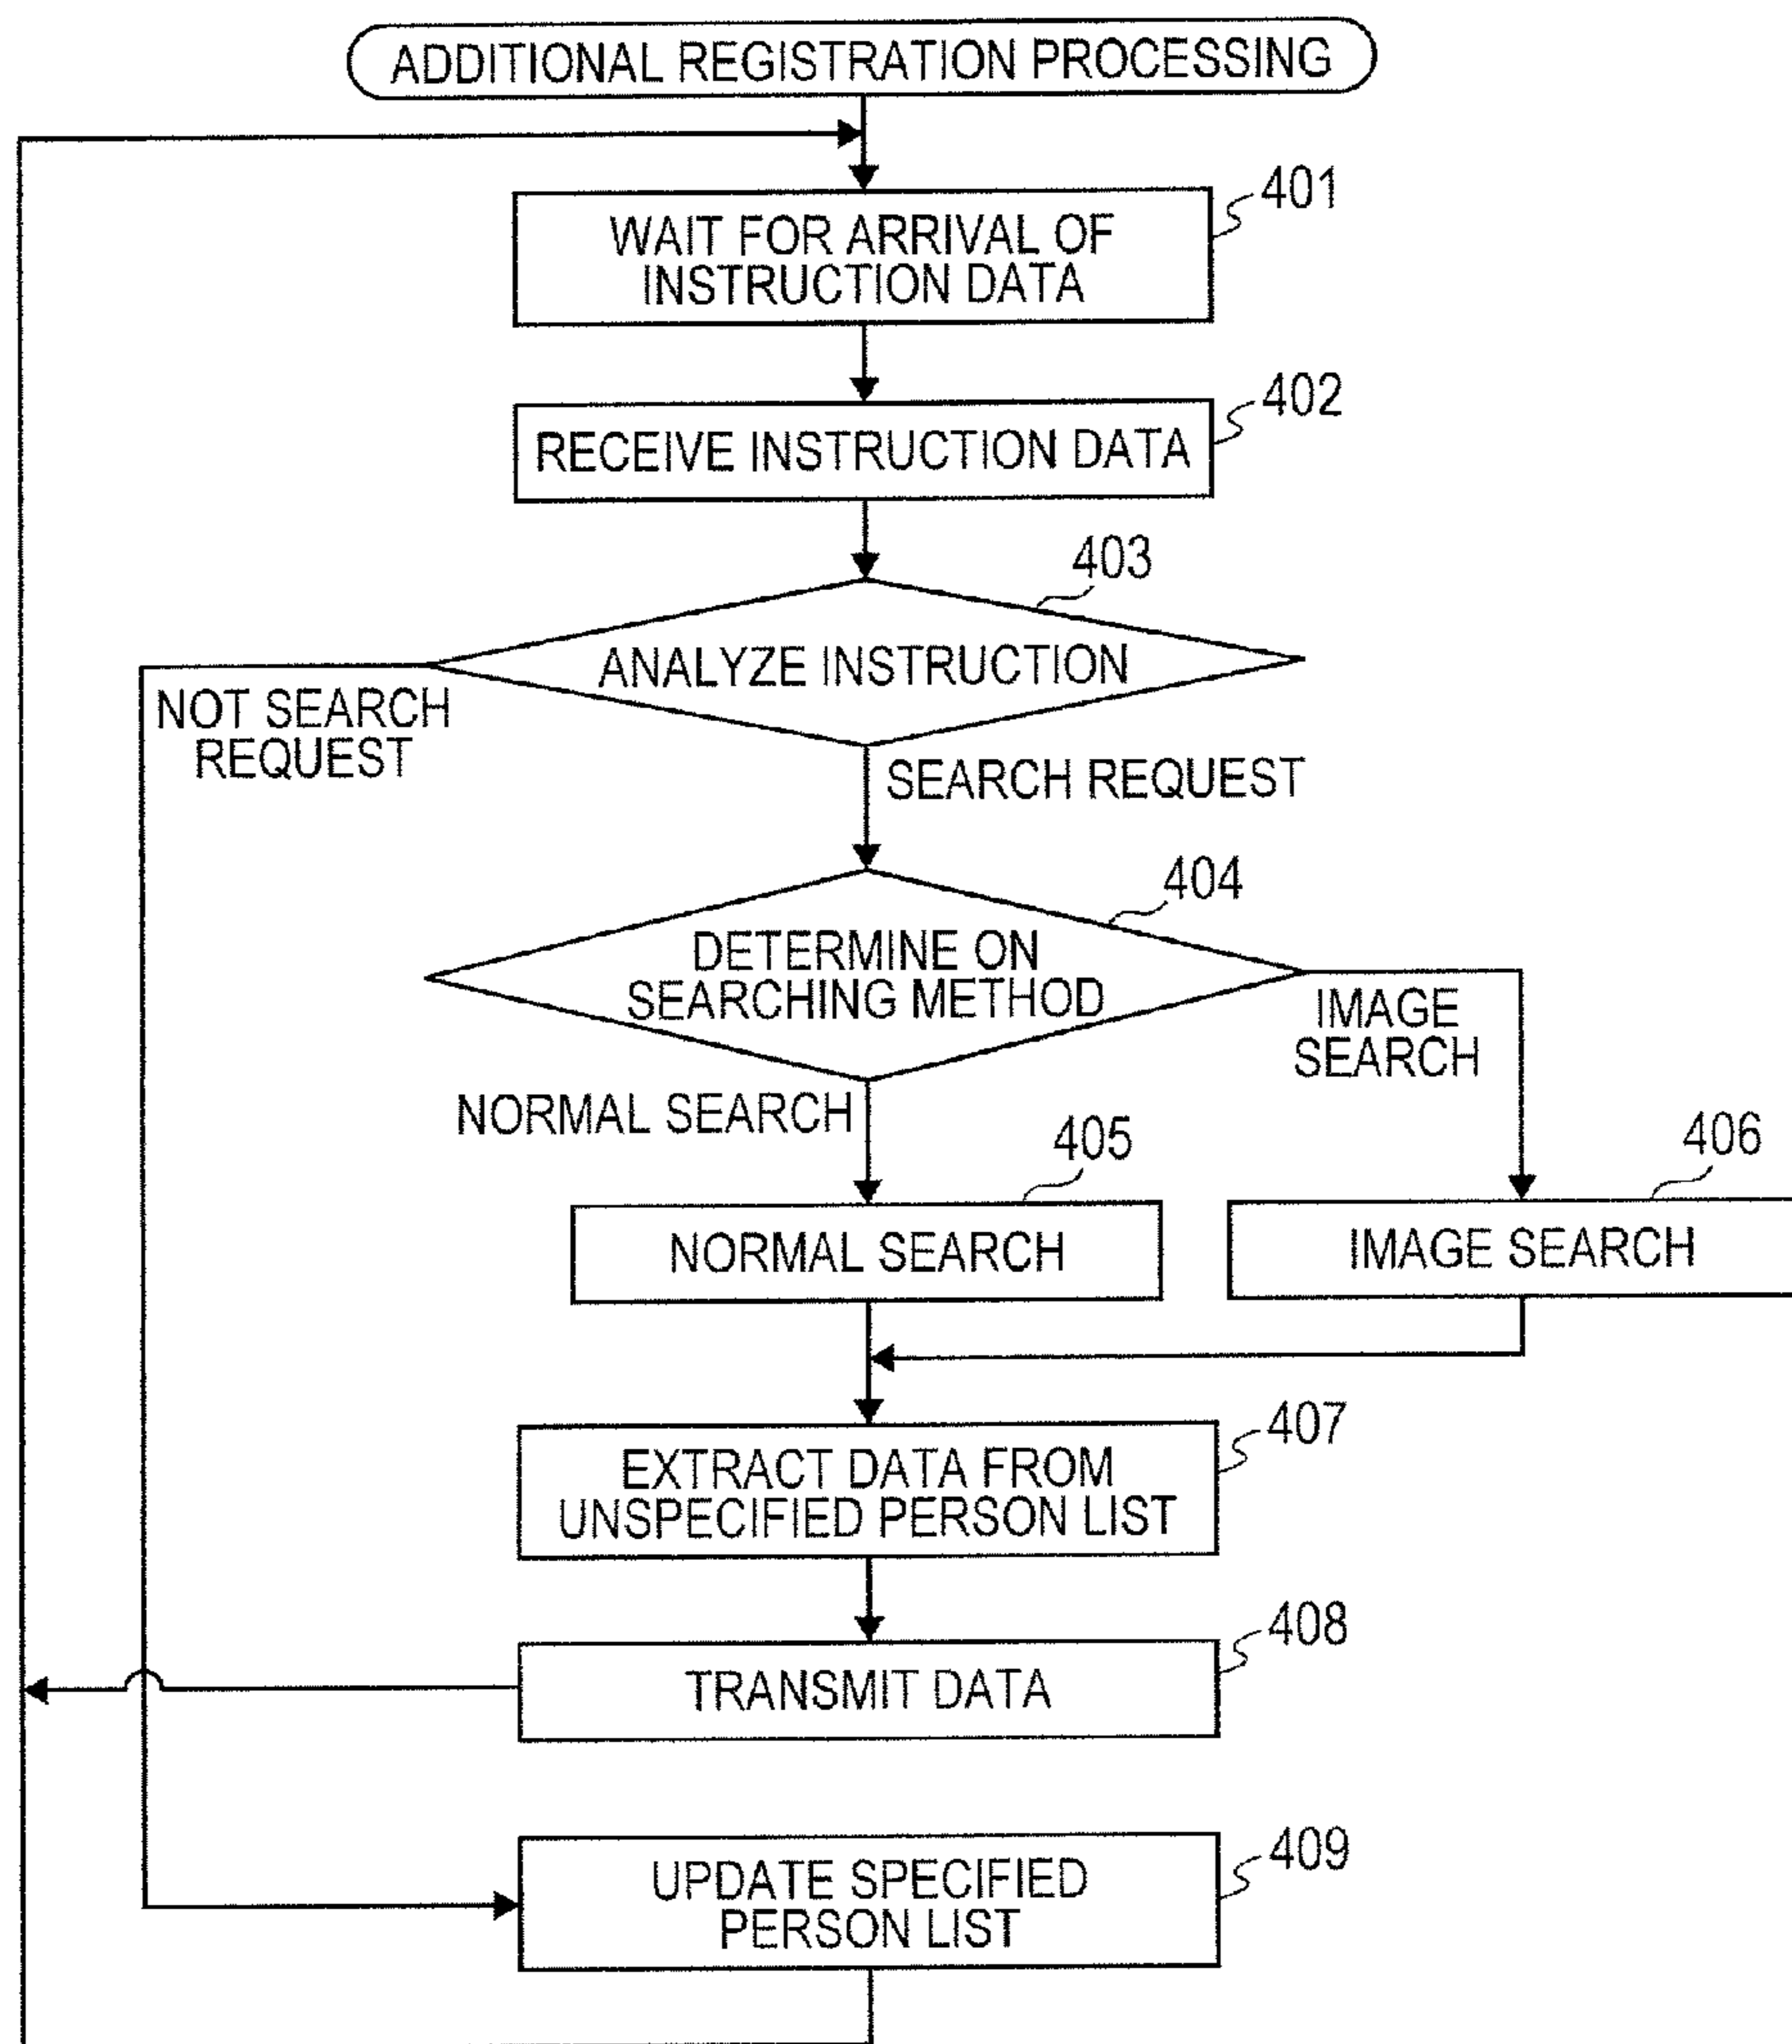 ADDITIONAL REGISTRATION PROCESSING
401
WAIT FOR ARRIVAL OF
INSTRUCTION DATA
402
RECEIVE INSTRUCTION DATA
403
ANALYZE INSTRUCTION
NOT SEARCH
REQUEST
SEARCH REQUEST
404
DETERMINE ON
SEARCHING METHOD
IMAGE
SEARCH
NORMAL SEARCH
405
NORMAL SEARCH
406
IMAGE SEARCH
407
EXTRACT DATA FROM
UNSPECIFIED PERSON LIST
408
TRANSMIT DATA
409
UPDATE SPECIFIED
PERSON LIST